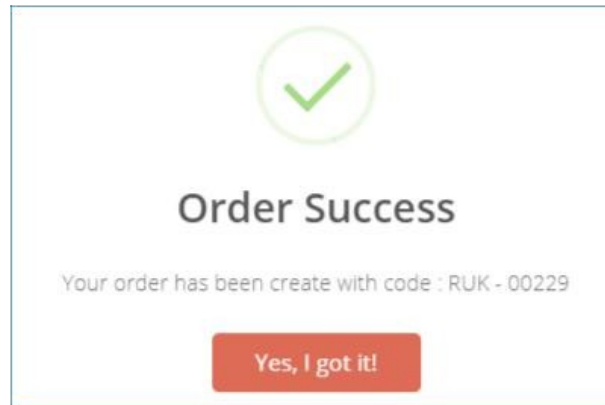 Order Success
Your order has been create with code : RUK - 00229
Yes, I got it!